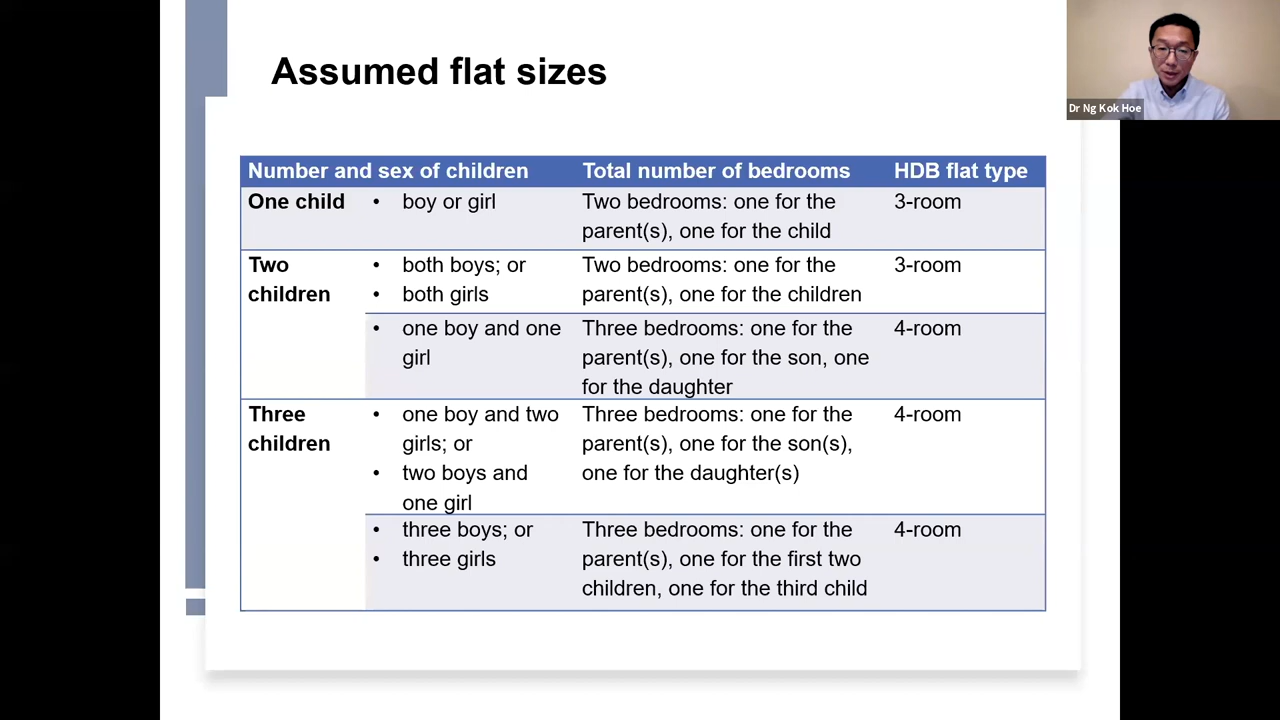 Assumed flat sizes
Dr Ng Kok Hoe
Number and sex of children Total number of bedrooms HDB flat type
One child • boy or girl Two bedrooms: one for the 3-room
parent(s), one for the child
Two • both boys; or Two bedrooms: one for the 3-room
children • both girls parent(s), one for the children
• one boy and one Three bedrooms: one for the 4-room
girl parent(s), one for the son, one
for the daughter
Three • one boy and two Three bedrooms: one for the 4-room
children girls; or parent(s), one for the son(s),
• two boys and one for the daughter(s)
one girl
• three boys; or Three bedrooms: one for the 4-room
• three girls parent(s), one for the first two
children, one for the third child